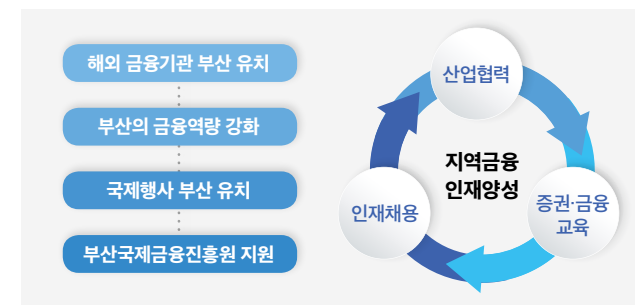 해외 금융기관 부산 유치
부산의 금융역량 강화
국제행사 부산 유치
부산국제금융진흥원 지원
산업협력
지역금융
인재양성
인재채용
증권·금융
교육